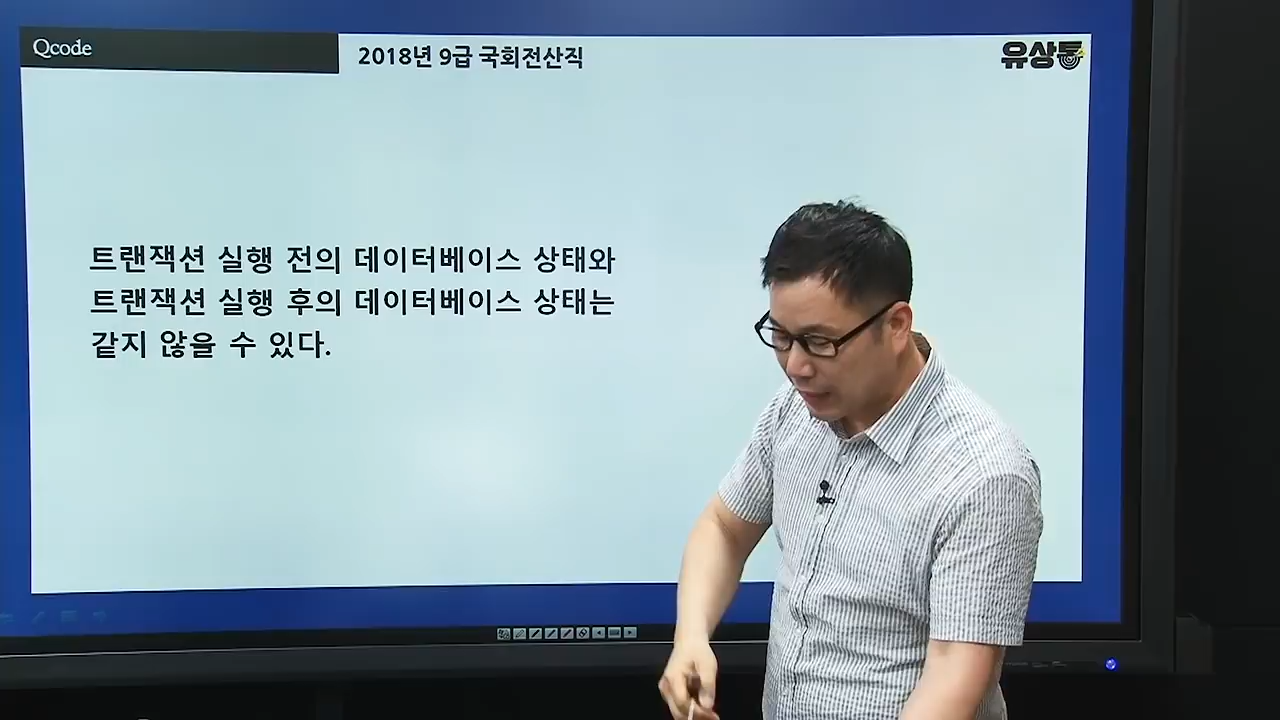 Qcode
2018년 9급 국회전산직
유상통
트랜잭션 실행 전의 데이터베이스 상태와
트랜잭션 실행 후의 데이터베이스 상태는
같지 않을 수 있다.